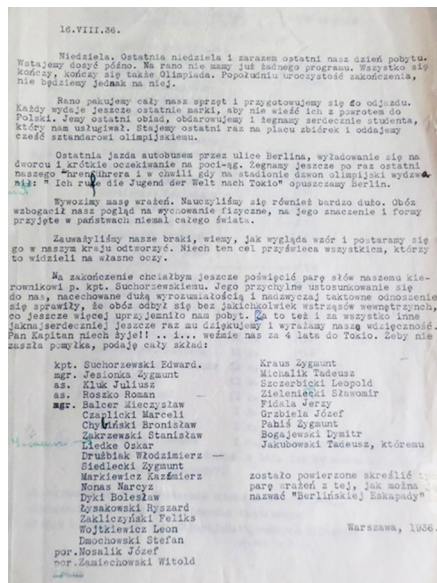 16.VIII.36.
Niedziela. Ostatnia niedziela i zarazem ostatni nasz dzień pobytu.
Wstajemy dosyć późno. Na rano nie mamy już żadnego programu. Wszystko się
kończy, kończy się także Olimpiada. Popołudniu uroczystość zakończenia,
nie będziemy jednak na niej.
Rano pakujemy cały nasz sprzęt i przygotowujemy się do odjazdu.
Każdy wydaje jeszcze ostatnie marki, aby nie wieść ich z powrotem do
Polski. Jemy ostatni obiad, obdarowujemy i żegnamy serdecznie studenta,
który nam usługiwał. Stajemy ostatni raz na placu zbiórek i oddajemy
cześć sztandarowi olimpijskiemu.
Ostatnia jazda autobusem przez ulice Berlina, wyładowanie się na
dworcu i krótkie oczekiwanie na pociąg. Żegnamy jeszcze po raz ostatni
naszego "hrenführera i w chwili gdy na stadionie dzwon olimpijski wydzwa
nił: " Ich rufe die Jugend der Welt nach Tokio" opuszczamy Berlin.
Wywozimy masę wrażeń. Nauczyliśmy się również bardzo dużo. Obóz
wzbogacił nasz pogląd na wychowanie fizyczne, na jego znaczenie i formy
przyjęte w państwach niemal całego świata.
Zauważyliśmy nasze braki, wiemy, jak wygląda wzór i postaramy się
go w naszym kraju odtworzyć. Niech ten cel przyświeca wszystkiem, którzy
to widzieli na własne oczy.
Na zakończenie chciałbym jeszcze poświęcić parę słów naszemu kie-
rownikowi p. kpt. Suchorzewskiemu. Jego przychylne ustosunkowanie się
do nas, nacechowane dużą wyrozumiałością i nadzwyczaj taktowne odnoszenie
się sprawiły, że obóz odbył się bez jakichkolwiek wstrząsów wewnętrznych,
co jeszcze więcej uprzyjemniło nam pobyt. Za to też i za wszystko inne
jaknajserdeczniej jeszcze raz mu dziękujemy i wyrażamy naszą wdzięczność.
Pan Kapitan niech żyje!! .. i... weźmie nas za 4 lata do Tokio. Żeby nie
zaszła pomyłka, podaję cały skład:
kpt. Suchorzewski Edward.
mgr. Jesionka Zygmunt
as. Kluk Juliusz
as. Roszko Roman
mgr. Balcer Mieczysław
Czaplicki Marceli
Chyliński Bronisław
Zakrzewski Stanisław
Liedke Oskar
Drużbiak Włodzimierz
Siedlecki Zygmunt
Markiewicz Kazimierz
Nonas Narcyz
Dyki Bolesław
Łysakowski Ryszard
Zakliczyński Feliks
Wojtkiewicz Leon
Dmochowski Stefan
por. Nosalik Józef
por. Zamiechowski Witold
Kraus Zygmunt
Michalik Tadeusz
Szczerbicki Leopold
Zieleniecki Sławomir
Fidala Jerzy
Grzbiela Józef
Pabiś Zygmunt
Bogajewski Dymitr
Jakubowski Tadeusz, któremu
zostało powierzone skreślić
parę wrażeń z tej, jak można
nazwać "Berlińskiej Eskapady"
Warszawa, 1936.